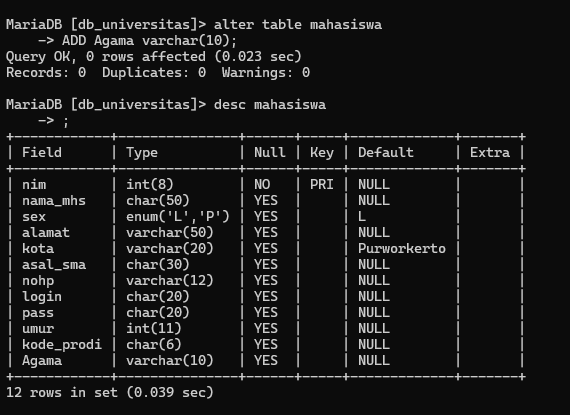 MariaDB [db_universitas]> alter table mahasiswa
    -> ADD Agama varchar(10);
Query OK, 0 rows affected (0.023 sec)
Records: 0  Duplicates: 0  Warnings: 0

MariaDB [db_universitas]> desc mahasiswa
    -> ;
+------------+---------------+------+-----+------------+-------+
| Field      | Type          | Null | Key | Default    | Extra |
+------------+---------------+------+-----+------------+-------+
| nim        | int(8)        | NO   | PRI | NULL       |       |
| nama_mhs   | char(50)      | YES  |     | NULL       |       |
| sex        | enum('L','P') | YES  |     | L          |       |
| alamat     | varchar(50)   | YES  |     | NULL       |       |
| kota       | varchar(20)   | YES  |     | Purworkerto |       |
| asal_sma   | char(30)      | YES  |     | NULL       |       |
| nohp       | varchar(12)   | YES  |     | NULL       |       |
| login      | char(20)      | YES  |     | NULL       |       |
| pass       | char(20)      | YES  |     | NULL       |       |
| umur       | int(11)       | YES  |     | NULL       |       |
| kode_prodi | char(6)       | YES  |     | NULL       |       |
| Agama      | varchar(10)   | YES  |     | NULL       |       |
+------------+---------------+------+-----+------------+-------+
12 rows in set (0.039 sec)